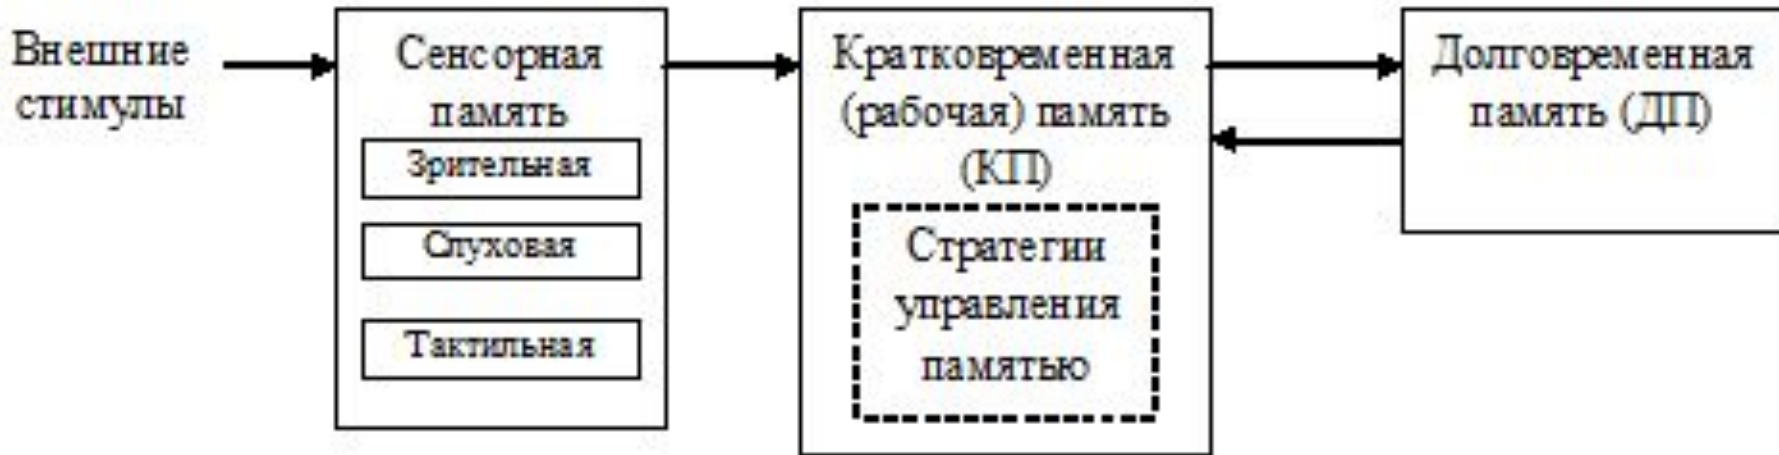 Внешние
стимулы
Сенсорная
память
Зрительная
Слуховая
Тактильная
Кратковременная
(рабочая) память
(КП)
Стратегии
управления
памятью
Долговременная
память (ДП)